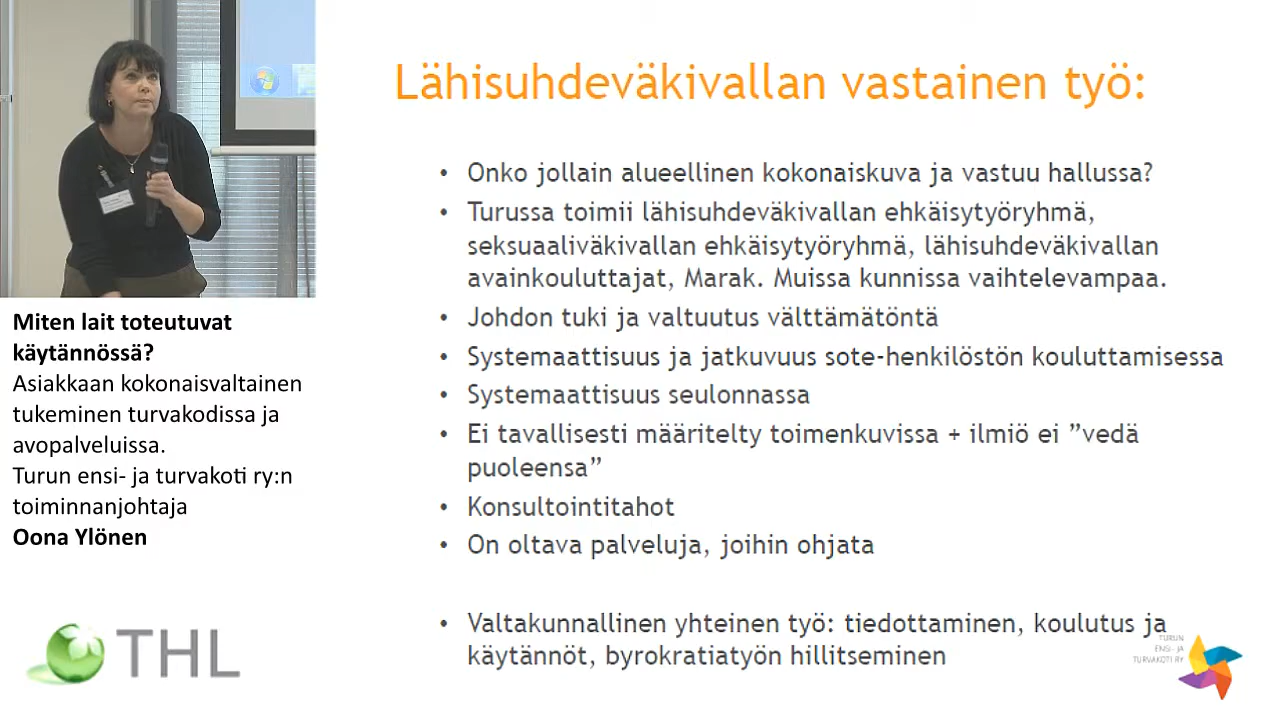 Lähisuhdeväkivallan vastainen työ:
• Onko jollain alueellinen kokonaiskuva ja vastuu hallussa?
• Turussa toimii lähisuhdeväkivallan ehkäisytyöryhmä,
seksuaaliväkivallan ehkäisytyöryhmä, lähisuhdeväkivallan
avainkouluttajat, Marak. Muissa kunnissa vaihtelevampaa.
• Johdon tuki ja valtuutus välttämätöntä
• Systemaattisuus ja jatkuvuus sote-henkilöstön kouluttamisessa
• Systemaattisuus seulonnassa
• Ei tavallisesti määritelty toimenkuvissa + ilmiö ei ”vedä
puoleensa”
• Konsultointitahot
• On oltava palveluja, joihin ohjata
• Valtakunnallinen yhteinen työ: tiedottaminen, koulutus ja
käytännöt, byrokratiatyön hillitseminen
Miten lait toteutuvat
käytännössä?
Asiakkaan kokonaisvaltainen
tukeminen turvakodissa ja
avopalveluissa.
Turun ensi- ja turvakoti ry:n
toiminnanjohtaja
Oona Ylönen
THL
TURUN
ENSI- JA
TURVAKOTI RY